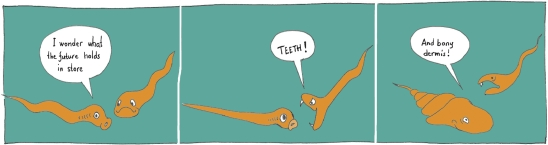 I wonder what
the future holds
in store
TEETH!
And bony
dermis!